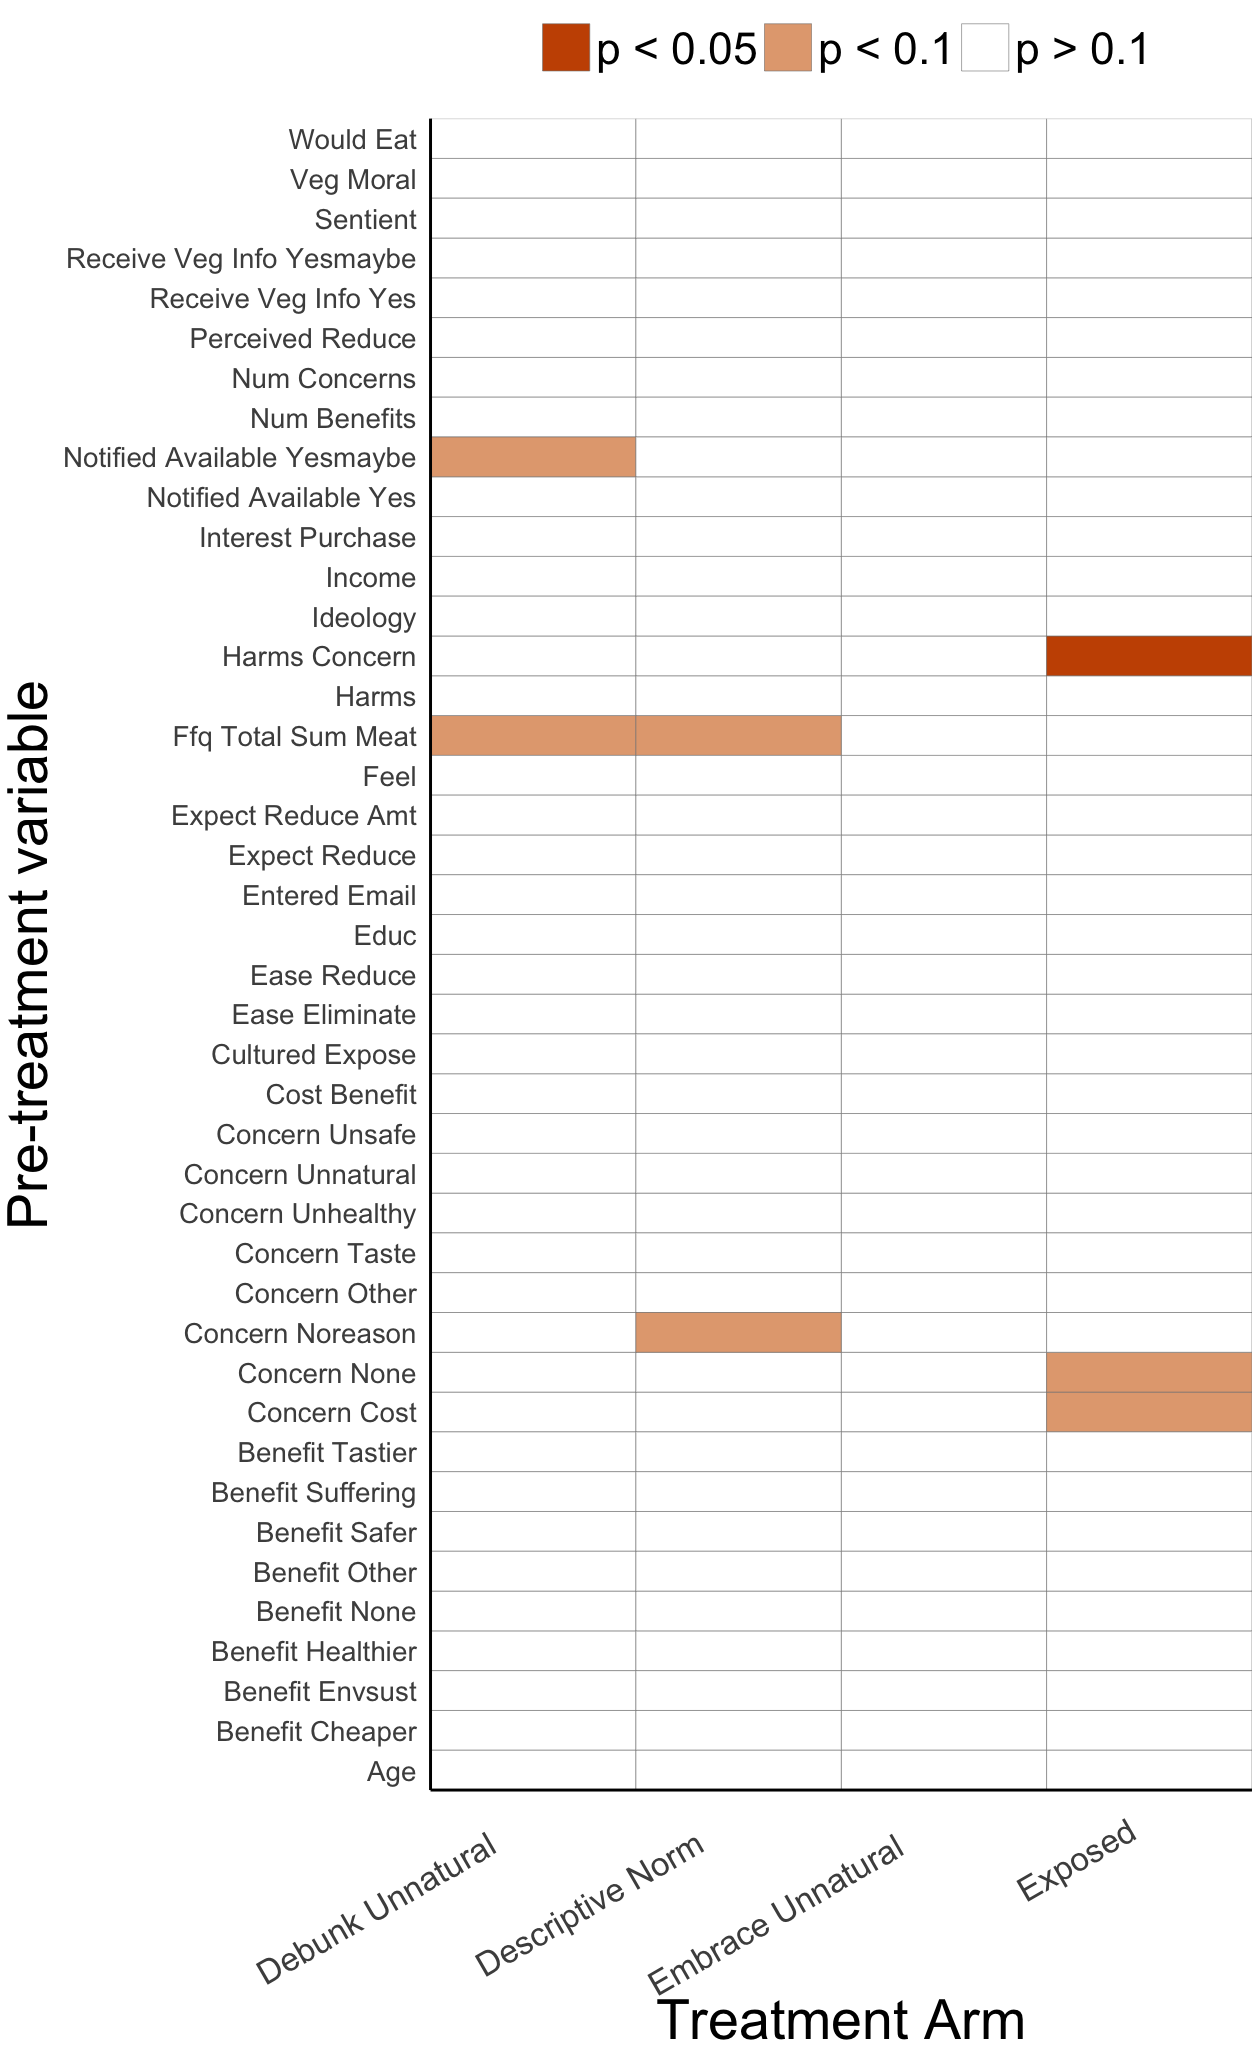 p < 0.05 p < 0.1 p > 0.1
Would Eat
Veg Moral
Sentient
Receive Veg Info Yesmaybe
Receive Veg Info Yes
Perceived Reduce
Num Concerns
Num Benefits
Notified Available Yesmaybe
Notified Available Yes
Interest Purchase
Income
Ideology
Harms Concern
Harms
Ffq Total Sum Meat
Feel
Expect Reduce Amt
Expect Reduce
Entered Email
Educ
Ease Reduce
Ease Eliminate
Cultured Expose
Cost Benefit
Concern Unsafe
Concern Unnatural
Concern Unhealthy
Concern Taste
Concern Other
Concern Noreason
Concern None
Concern Cost
Benefit Tastier
Benefit Suffering
Benefit Safer
Benefit Other
Benefit None
Benefit Healthier
Benefit Envsust
Benefit Cheaper
Age
Pre-treatment variable
Debunk Unnatural
Descriptive Norm
Embrace Unnatural
Exposed
Treatment Arm